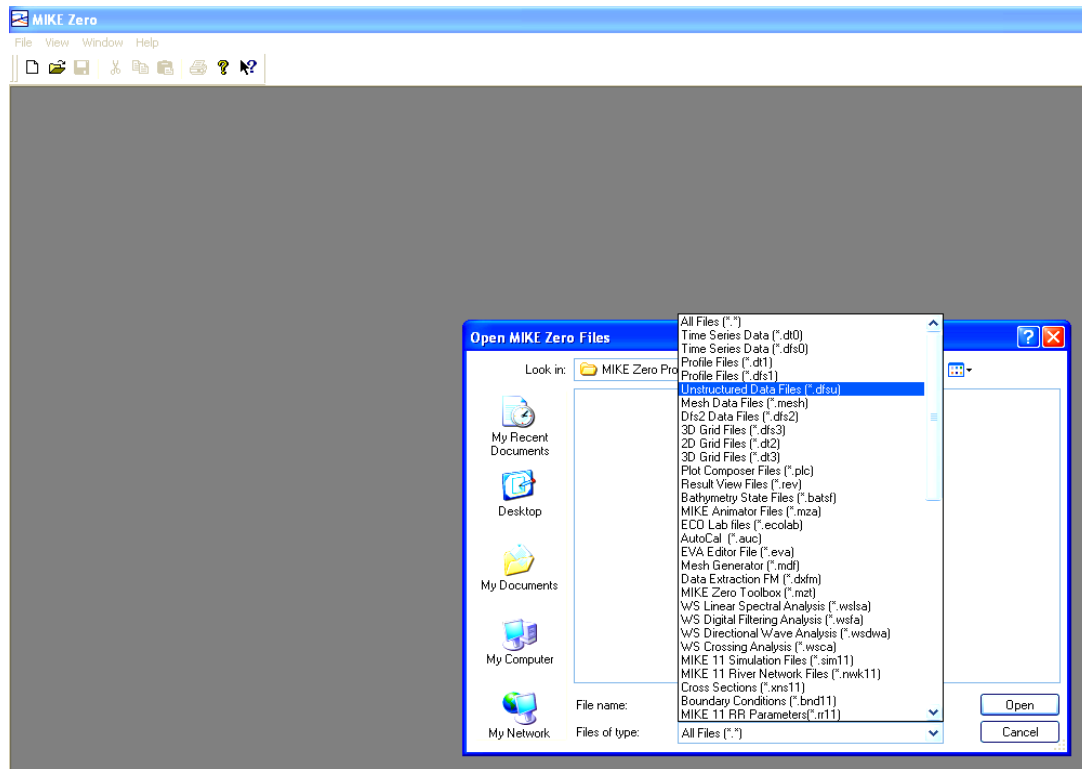 MIKE Zero
File View Window Help
Open MIKE Zero Files
Look in:
MIKE Zero Pro
My Recent
Documents
Desktop
My Documents
My Computer
My Network
All Files (*.*)
Time Series Data (*.dt0)
Time Series Data (*.dfs0)
Profile Files (*.dt1)
Profile Files (*.dfs1)
Unstructured Data Files (*.dfsu)
Mesh Data Files (*.mesh)
Dfs2 Data Files (*.dfs2)
3D Grid Files (*.dfs3)
2D Grid Files (*.dt2)
3D Grid Files (*.dt3)
Plot Composer Files (*.plc)
Result View Files (*.rev)
Bathymetry State Files (*.batsf)
MIKE Animator Files (*.mza)
ECO Lab files (*.ecolab)
AutoCal (*.auc)
EVA Editor File (*.eva)
Mesh Generator (*.mdf)
Data Extraction FM (*.dxfm)
MIKE Zero Toolbox (*.mzt)
WS Linear Spectral Analysis (*.wslsa)
WS Digital Filtering Analysis (*.wsfa)
WS Directional Wave Analysis (*.wsdwa)
WS Crossing Analysis (*.wsca)
MIKE 11 Simulation Files (*.sim11)
MIKE 11 River Network Files (*.nwk11)
Cross Sections (*.xns11)
Boundary Conditions (*.bnd11)
MIKE 11 RR Parameters(*.rr11)
File name:
Open
Files of type:
All Files (*.*)
Cancel